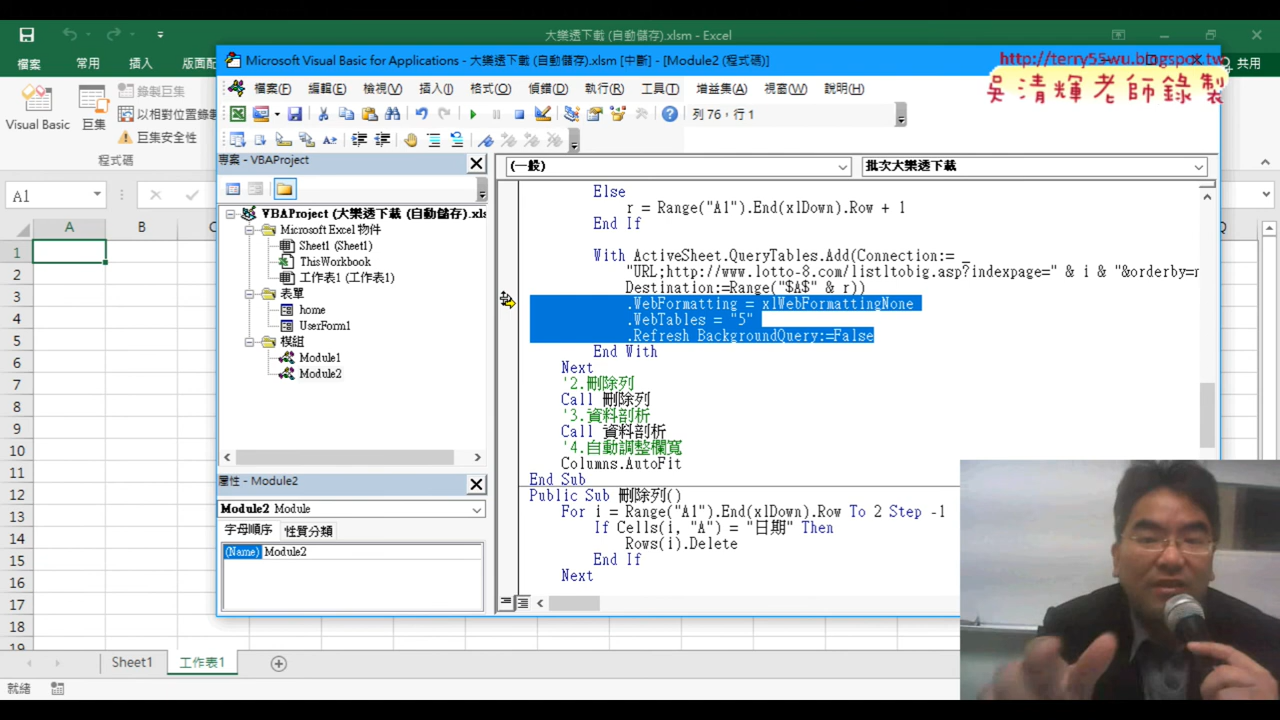 大樂透下載 (自動儲存).xlsm - Excel
檔案 常用 插入 版面配
共用
Visual Basic
巨集
錄製巨集
以相對位置錄製
巨集安全性
程式碼
Microsoft Visual Basic for Applications - 大樂透下載 (自動儲存).xlsm [中斷] - [Module2 (程式碼)]
http://terry55wu.blogspot.tw
吳清輝老師錄製
檔案(F) 編輯(E) 檢視(V) 插入(I) 格式(O) 偵錯(D) 執行(R) 工具(T) 增益集(A) 視窗(W) 說明(H)
列 76，行 1
專案 - VBAProject
VBAProject (大樂透下載 (自動儲存).xls
Microsoft Excel 物件
Sheet1 (Sheet1)
ThisWorkbook
工作表1 (工作表1)
表單
home
UserForm1
模組
Module1
Module2
屬性 - Module2
Module2 Module
字母順序 性質分類
(Name) Module2
(一般) 批次大樂透下載
Else
r = Range("A1").End(xlDown).Row + 1
End If
With ActiveSheet.QueryTables.Add(Connection:= _
"URL;http://www.lotto-8.com/listltobig.asp?indexpage=" & i & "&orderby=n
Destination:=Range("$A$" & r))
.WebFormatting = xlWebFormattingNone
.WebTables = "5"
.Refresh BackgroundQuery:=False
End With
Next
'2.刪除列
Call 刪除列
'3.資料剖析
Call 資料剖析
'4.自動調整欄寬
Columns.AutoFit
End Sub
Public Sub 刪除列()
For i = Range("A1").End(xlDown).Row To 2 Step -1
If Cells(i, "A") = "日期" Then
Rows(i).Delete
End If
Next
A1
A B C Q
1
2
3
4
5
6
7
8
9
10
11
12
13
14
15
16
17
18
19
Sheet1 工作表1
就緒